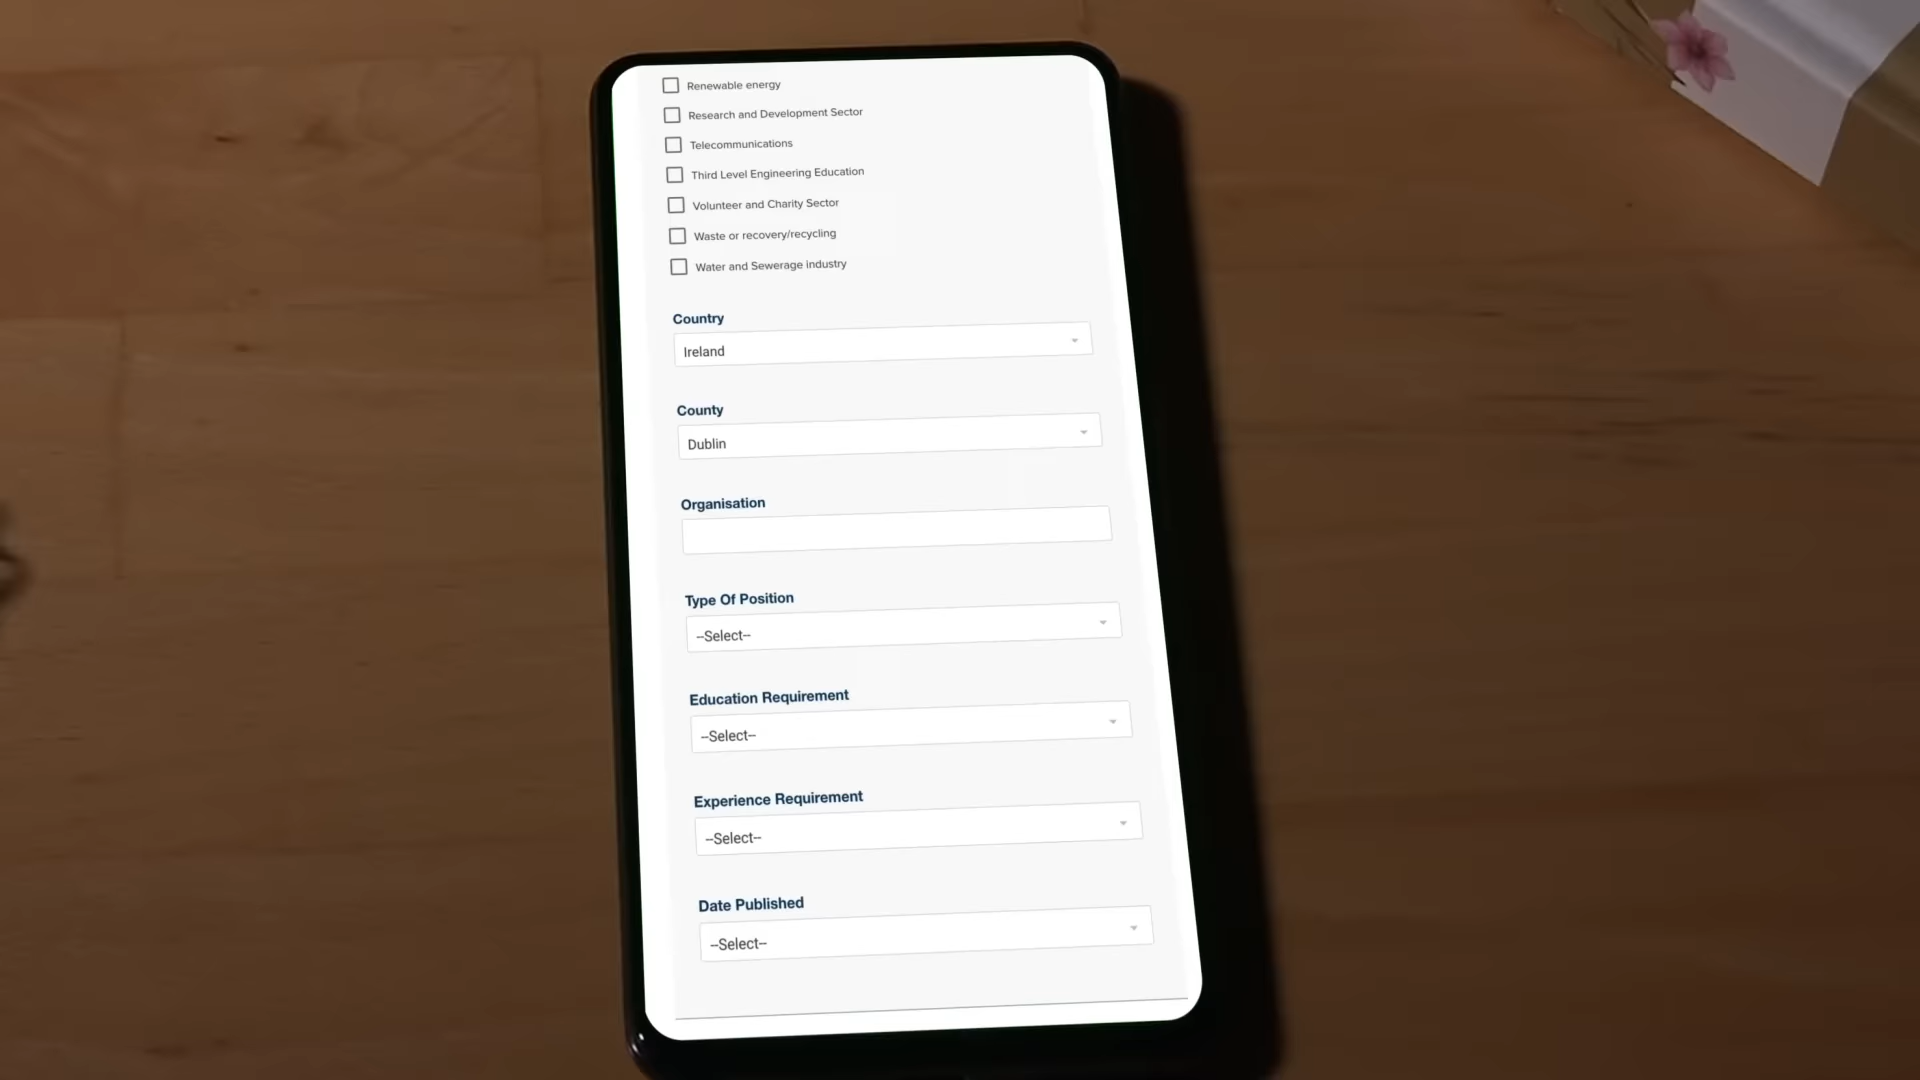 Renewable energy
Research and Development Sector
Telecommunications
Third Level Engineering Education
Volunteer and Charity Sector
Waste or recovery/recycling
Water and Sewerage industry
Country
Ireland
County
Dublin
Organisation
Type Of Position
--Select--
Education Requirement
--Select--
Experience Requirement
--Select--
Date Published
--Select--